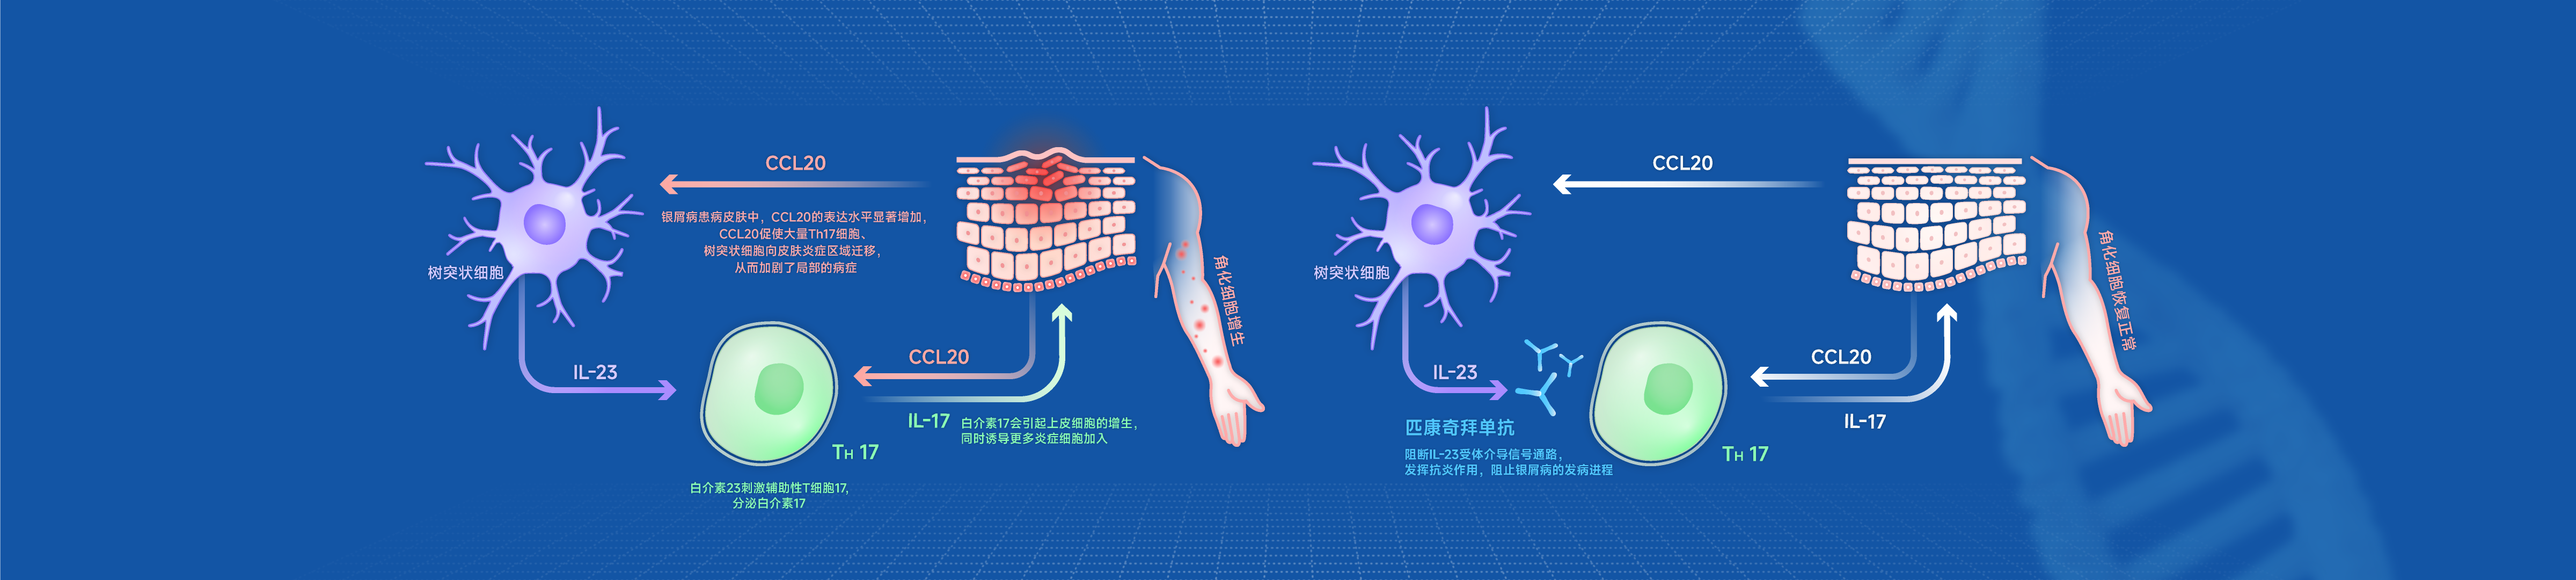 CCL20
银屑病患病皮肤中，CCL20的表达水平显著增加，
CCL20促使大量Th17细胞、
树突状细胞向皮肤炎症区域迁移，
从而加剧了局部的病症
树突状细胞
角化细胞增生
IL-23
CCL20
IL-17
白介素17会引起上皮细胞的增生，
同时诱导更多炎症细胞加入
TH 17
白介素23刺激辅助性T细胞17,
分泌白介素17
CCL20
树突状细胞
角化细胞恢复正常
IL-23
CCL20
IL-17
匹康奇拜单抗
阻断IL-23受体介导信号通路，
发挥抗炎作用，阻止银屑病的发病进程
TH 17